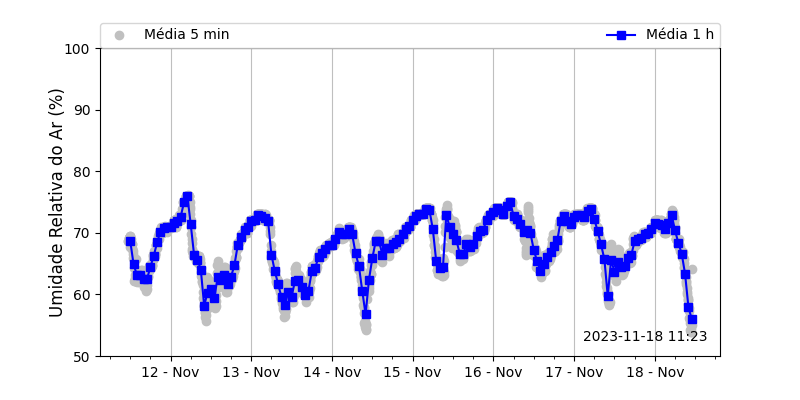 Média 5 min
Média 1 h
Umidade Relativa do Ar (%)
100
90
80
70
60
50
2023-11-18 11:23
12 - Nov
13 - Nov
14 - Nov
15 - Nov
16 - Nov
17 - Nov
18 - Nov